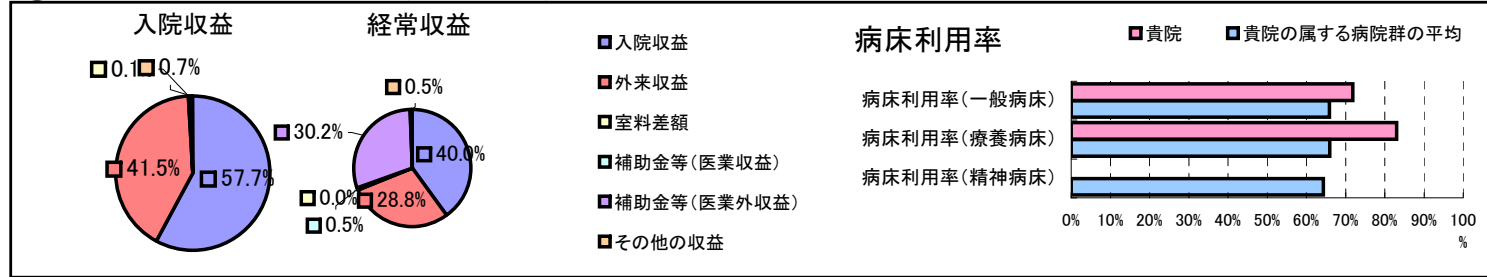 入院収益
0.1%
0.7%
41.5%
57.7%
経常収益
0.5%
30.2%
40.0%
0.0%
28.8%
0.5%
入院収益
外来収益
室料差額
補助金等(医業収益)
補助金等(医業外収益)
その他の収益
病床利用率
貴院 貴院の属する病院群の平均
病床利用率(一般病床)
病床利用率(療養病床)
病床利用率(精神病床)
0% 10% 20% 30% 40% 50% 60% 70% 80% 90% 100
%